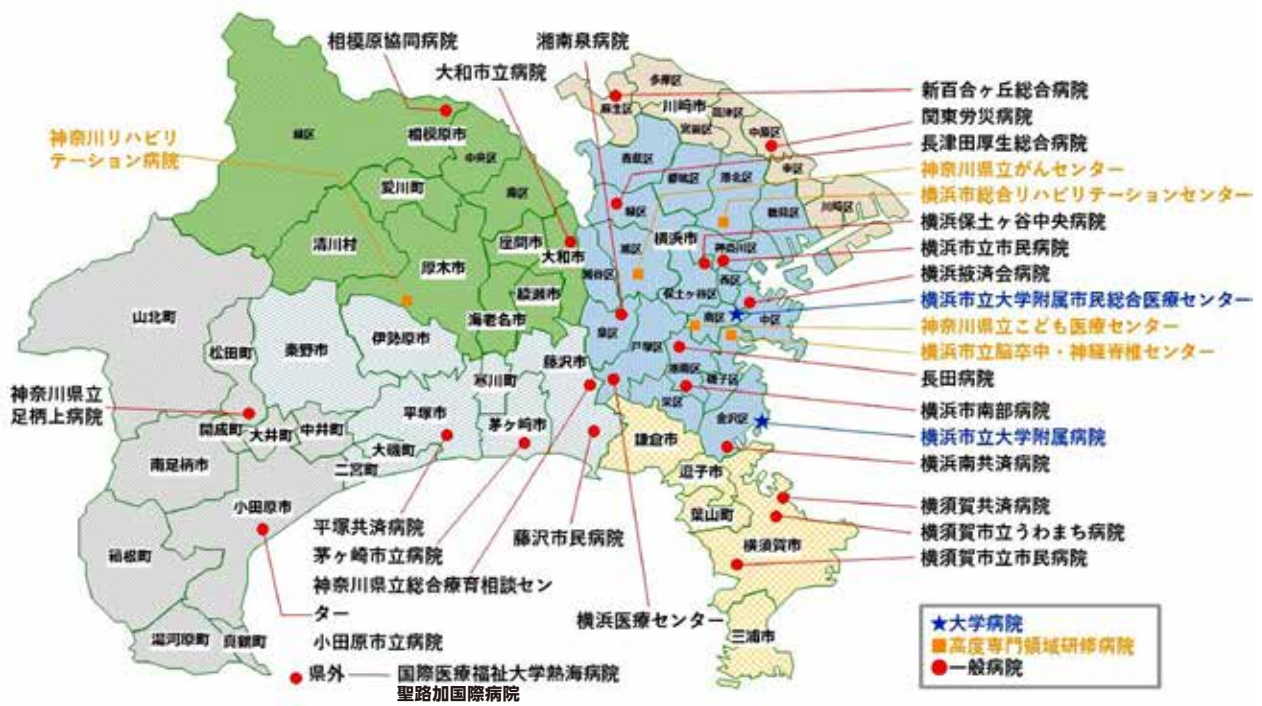 相模原協同病院
湘南泉病院
大和市立病院
神奈川リハビリ
テーション病院
新百合ヶ丘総合病院
関東労災病院
長津田厚生総合病院
神奈川県立がんセンター
横浜市総合リハビリテーションセンター
横浜保土ヶ谷中央病院
横浜市立市民病院
横浜掖済会病院
横浜市立大学附属市民総合医療センター
神奈川県立こども医療センター
横浜市立脳卒中・神経脊椎センター
長田病院
横浜市南部病院
横浜市立大学附属病院
横浜南共済病院
横須賀共済病院
横須賀市立うわまち病院
横須賀市立市民病院
多摩区
麻生区
川崎市
高津区
宮前区
中原区
幸区
川崎区
緑区
相模原市
中央区
南区
愛川町
清川村
厚木市
座間市
大和市
綾瀬市
海老名市
青葉区
都筑区
港北区
鶴見区
緑区
横浜市
旭区
神奈川区
瀬谷区
西区
保土ヶ谷区
南区
中区
泉区
戸塚区
港南区
磯子区
栄区
金沢区
山北町
松田町
秦野市
伊勢原市
寒川町
藤沢市
平塚市
茅ヶ崎市
大磯町
二宮町
中井町
大井町
開成町
南足柄市
小田原市
箱根町
湯河原町
真鶴町
鎌倉市
逗子市
葉山町
横須賀市
三浦市
神奈川県立
足柄上病院
平塚共済病院
茅ヶ崎市立病院
神奈川県立総合療育相談セン
ター
小田原市立病院
藤沢市民病院
横浜医療センター
県外
国際医療福祉大学熱海病院
聖路加国際病院
★大学病院
高度専門領域研修病院
一般病院